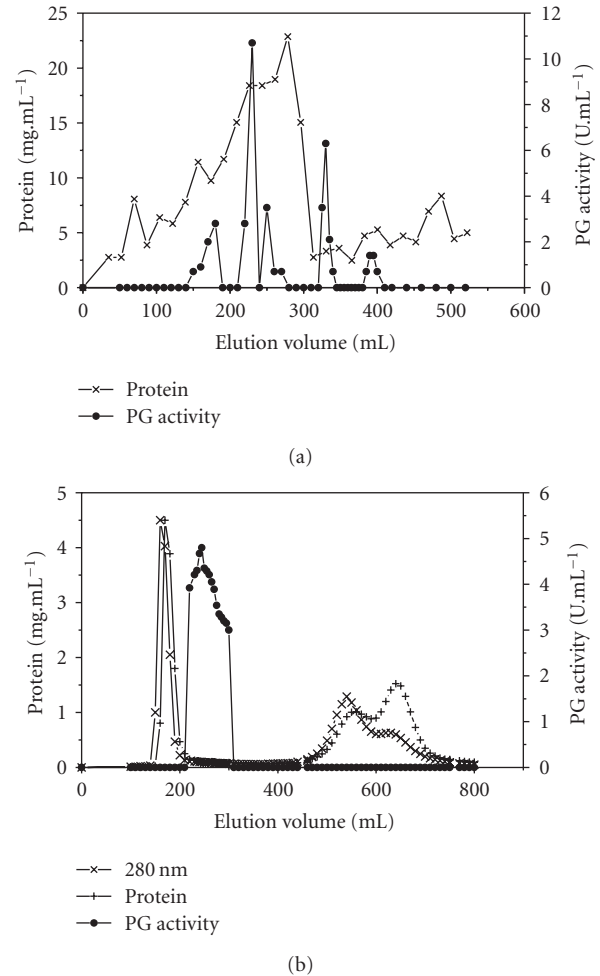 25
20
15
10
5
0
Protein (mg.mL−1)
12
10
8
6
4
2
0
PG activity (U.mL−1)
0 100 200 300 400 500 600
Elution volume (mL)
Protein
PG activity
(a)
5
4
3
2
1
0
Protein (mg.mL−1)
6
5
4
3
2
1
0
PG activity (U.mL−1)
0 200 400 600 800
Elution volume (mL)
280 nm
Protein
PG activity
(b)